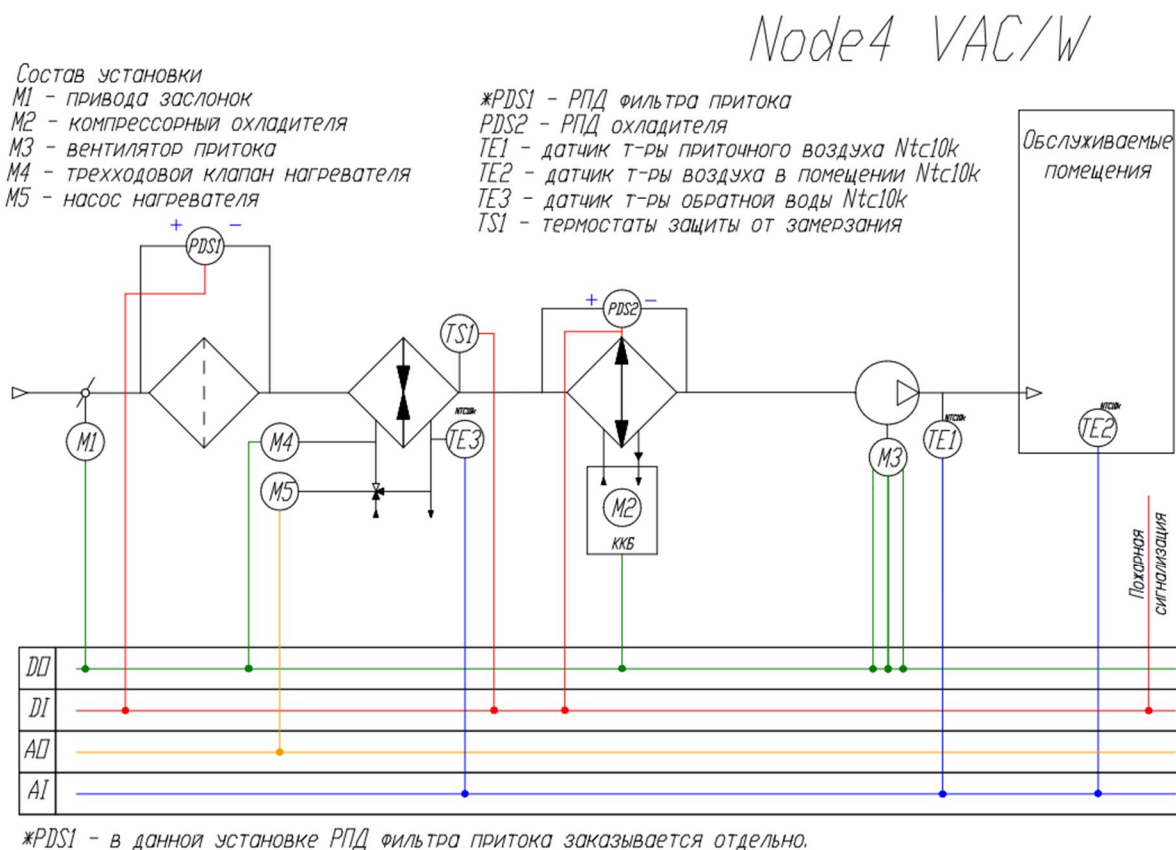 Node4 VAC/W
Состав установки
M1 - привода заслонок
M2 - компрессорный охладителя
M3 - вентилятор притока
M4 - трехходовой клапан нагревателя
M5 - насос нагревателя
*PDS1 - РПД фильтра притока
PDS2 - РПД охладителя
TE1 - датчик т-ры приточного воздуха Ntc10k
TE2 - датчик т-ры воздуха в помещении Ntc10k
TE3 - датчик т-ры обратной воды Ntc10k
TS1 - термостаты защиты от замерзания
Обслуживаемые
помещения
+ PDS1 -
+ PDS2 -
TS1
NTC10k
NTC10k
NTC10k
M1
M4
TE3
M3
TE1
TE2
M5
M2
ККБ
Пожарная
сигнализация
DO
DI
AO
AI
*PDS1 - в данной установке РПД фильтра притока заказывается отдельно.